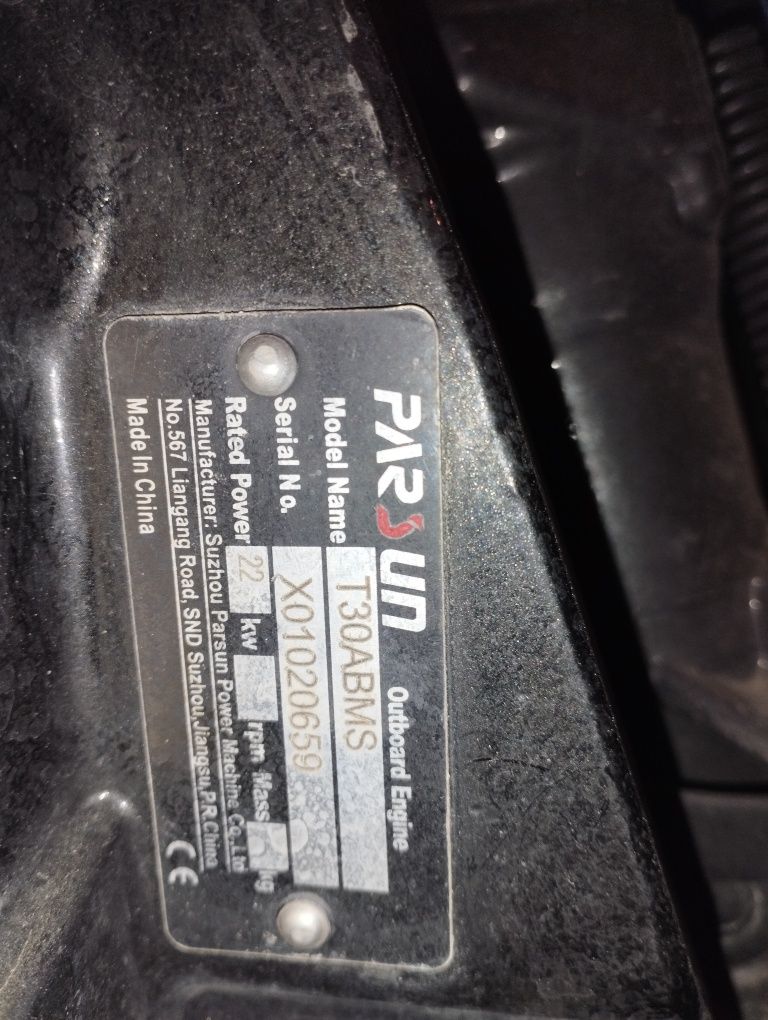 PARSUN Outboard Engine
Model Name T30ABMS
Serial No. X01020659
Rated Power 22 kw rpm Mass kg
Manufacturer: Suzhou Parsun Power Machine Co.,Ltd
No.567 Liangang Road, SND Suzhou,Jiangsu,P.R.China
Made In China CE